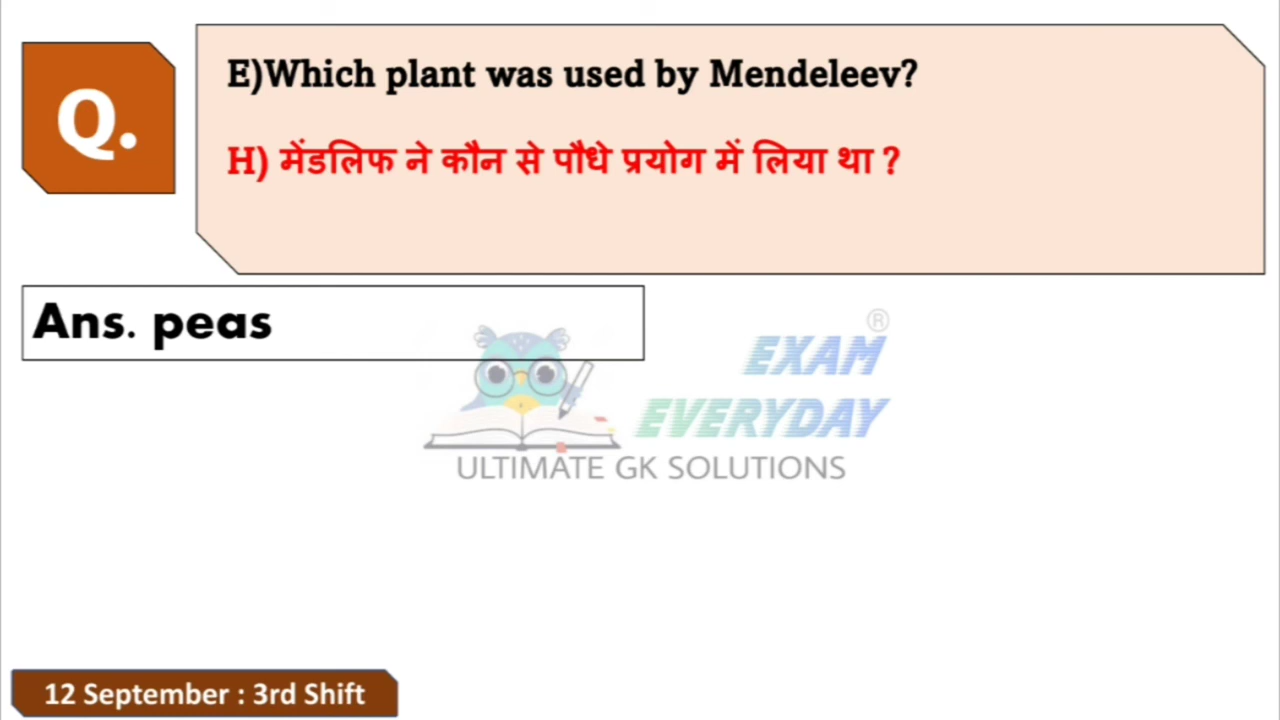 Q.
E)Which plant was used by Mendeleev?
H) मेंडलिफ ने कौन से पौधे प्रयोग में लिया था ?
Ans. peas
®
EXAM
EVERYDAY
ULTIMATE GK SOLUTIONS
12 September : 3rd Shift